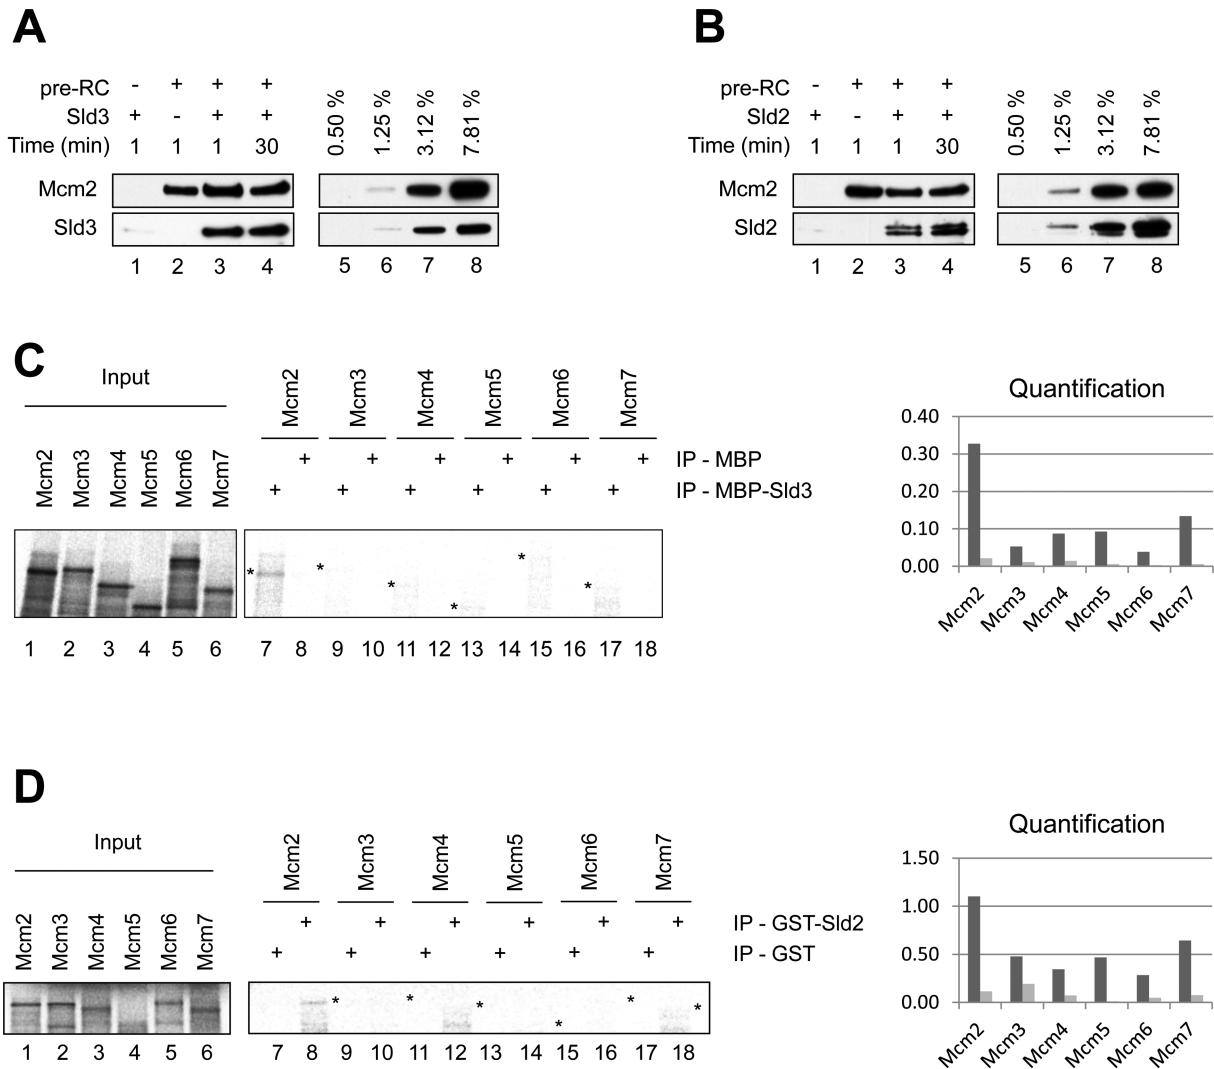 A
pre-RC - + + +
Sld3 + - + +
Time (min) 1 1 1 30
0.50 % 1.25 % 3.12 % 7.81 %
Mcm2
Sld3
1 2 3 4 5 6 7 8
B
pre-RC - + + +
Sld2 + - + +
Time (min) 1 1 1 30
0.50 % 1.25 % 3.12 % 7.81 %
Mcm2
Sld2
1 2 3 4 5 6 7 8
C
Input
Mcm2 Mcm3 Mcm4 Mcm5 Mcm6 Mcm7
Mcm2 Mcm3 Mcm4 Mcm5 Mcm6 Mcm7
+ + + + + + IP - MBP
+ + + + + + IP - MBP-Sld3
* * * * * *
1 2 3 4 5 6 7 8 9 10 11 12 13 14 15 16 17 18
Quantification
0.40
0.30
0.20
0.10
0.00
Mcm2 Mcm3 Mcm4 Mcm5 Mcm6 Mcm7
D
Input
Mcm2 Mcm3 Mcm4 Mcm5 Mcm6 Mcm7
Mcm2 Mcm3 Mcm4 Mcm5 Mcm6 Mcm7
+ + + + + + IP - GST-Sld2
+ + + + + + IP - GST
* * * * * *
1 2 3 4 5 6 7 8 9 10 11 12 13 14 15 16 17 18
Quantification
1.50
1.00
0.50
0.00
Mcm2 Mcm3 Mcm4 Mcm5 Mcm6 Mcm7